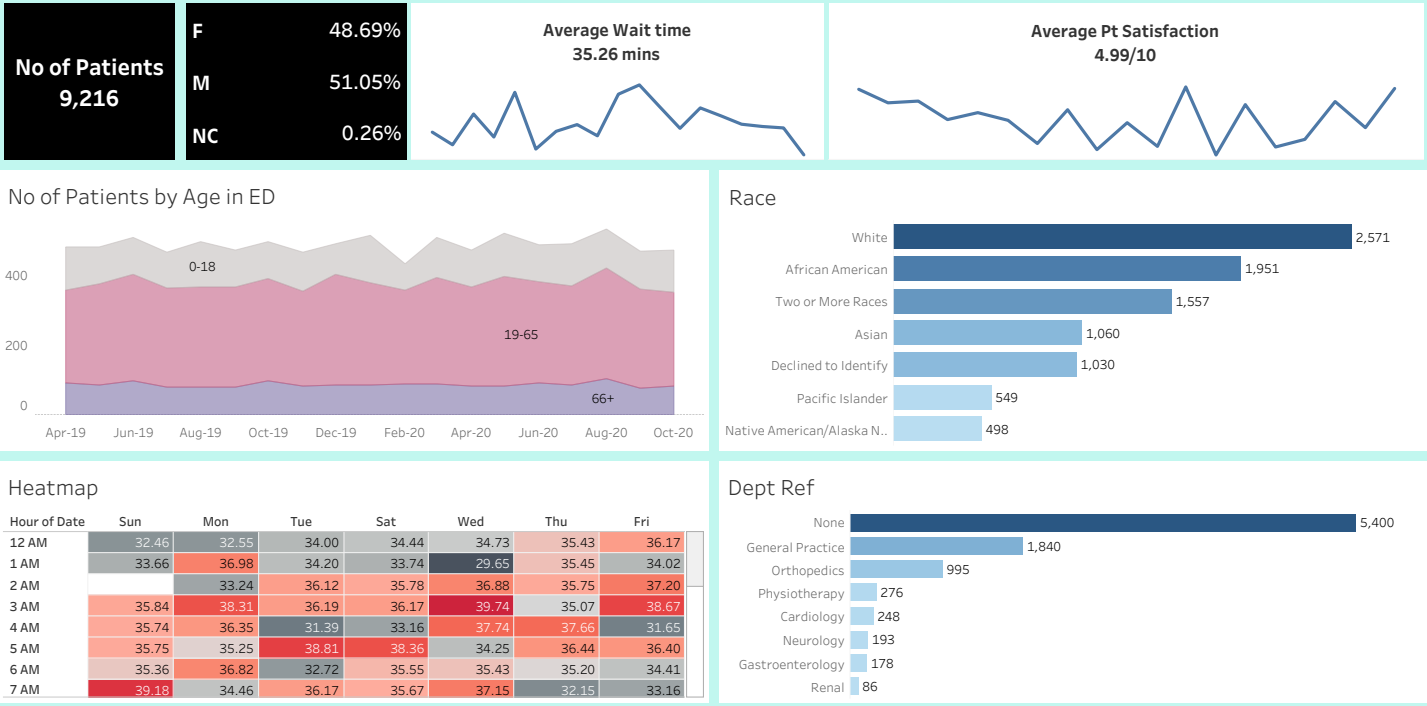 No of Patients
9,216
F 48.69%
M 51.05%
NC 0.26%
Average Wait time
35.26 mins
Average Pt Satisfaction
4.99/10
No of Patients by Age in ED
400
200
0
0-18
19-65
66+
Apr-19 Jun-19 Aug-19 Oct-19 Dec-19 Feb-20 Apr-20 Jun-20 Aug-20 Oct-20
Race
White 2,571
African American 1,951
Two or More Races 1,557
Asian 1,060
Declined to Identify 1,030
Pacific Islander 549
Native American/Alaska N.. 498
Heatmap
Hour of Date Sun Mon Tue Sat Wed Thu Fri
12 AM 32.46 32.55 34.00 34.44 34.73 35.43 36.17
1 AM 33.66 36.98 34.20 33.74 29.65 35.45 34.02
2 AM 33.24 36.12 35.78 36.88 35.75 37.20
3 AM 35.84 38.31 36.19 36.17 39.74 35.07 38.67
4 AM 35.74 36.35 31.39 33.16 37.74 37.66 31.65
5 AM 35.75 35.25 38.81 38.36 34.25 36.44 36.40
6 AM 35.36 36.82 32.72 35.55 35.43 35.20 34.41
7 AM 39.18 34.46 36.17 35.67 37.15 32.15 33.16
Dept Ref
None 5,400
General Practice 1,840
Orthopedics 995
Physiotherapy 276
Cardiology 248
Neurology 193
Gastroenterology 178
Renal 86